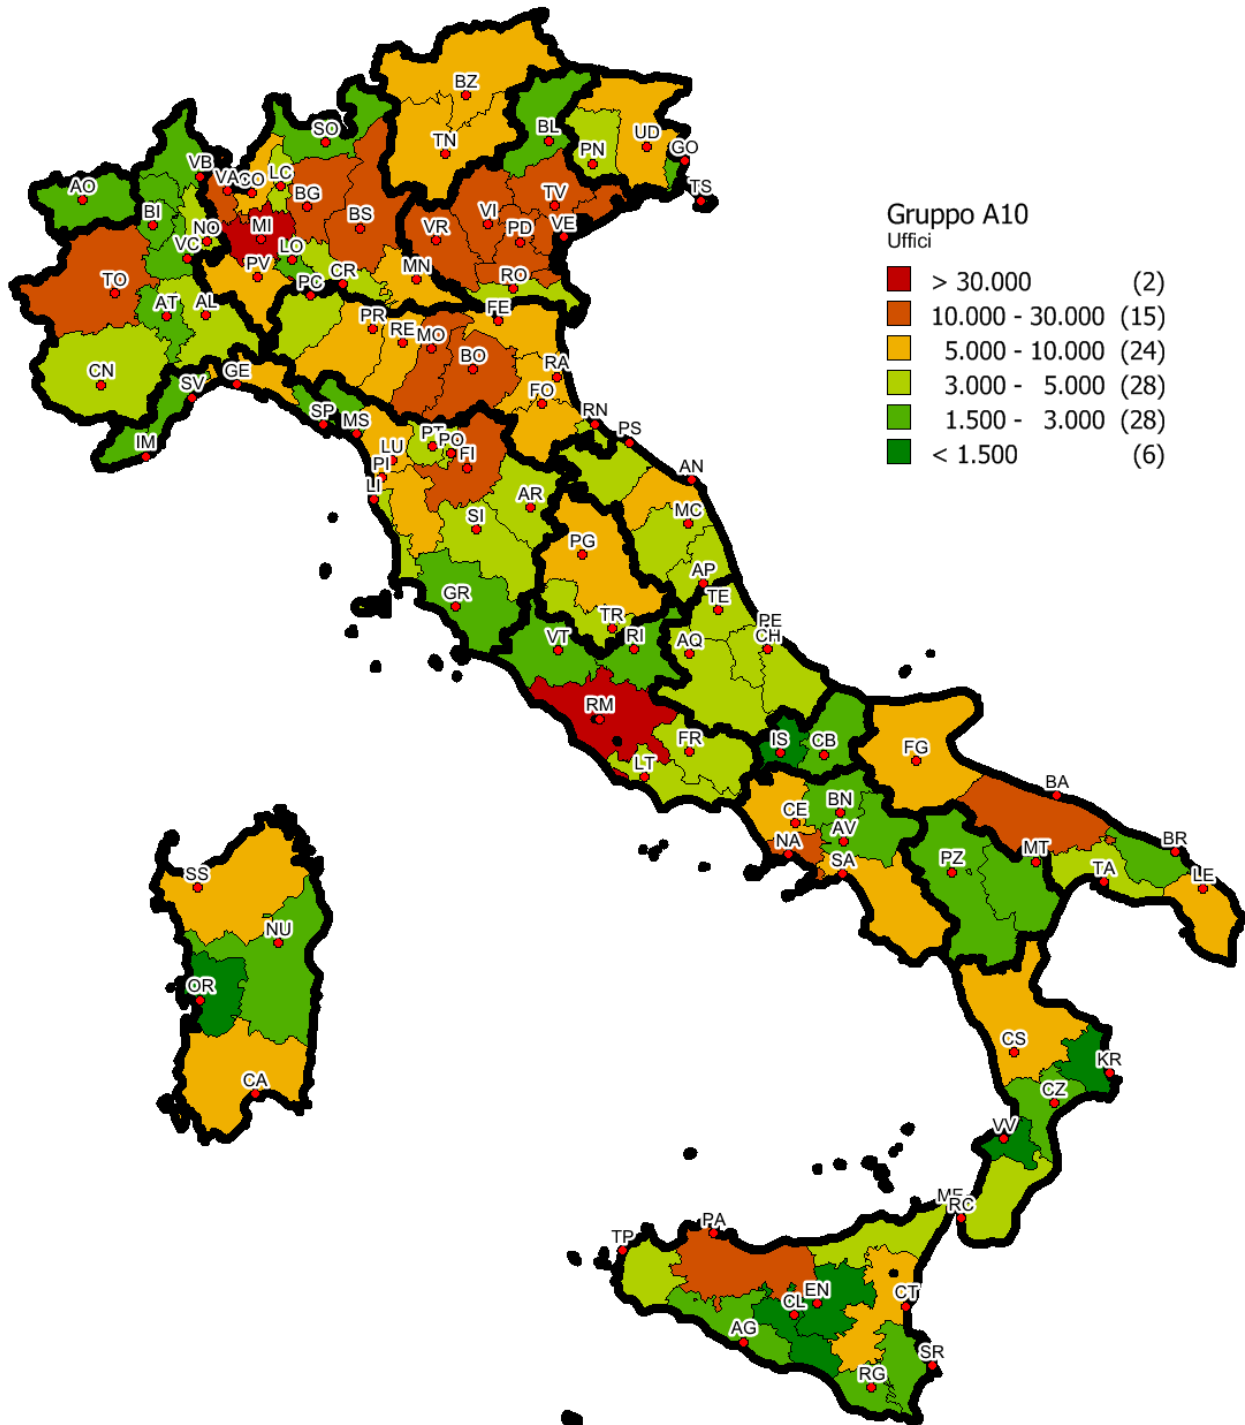 BZ
SO
BL
UD
PN
TN
GO
VB
LC
VA
CO
AO
BG
TV
TS
BI
BS
VI
MI
NO
VR
PD
VE
LO
VC
PV
CR
MN
TO
PC
RO
AT
AL
PR
FE
RE
MO
BO
CN
GE
RA
SV
FO
SP
MS
RN
PS
PT
PO
IM
LU
FI
PI
AN
LI
AR
MC
SI
PG
AP
GR
TE
TR
PE
VT
RI
AQ
CH
RM
FR
IS
CB
FG
LT
BA
BN
CE
AV
NA
BR
MT
PZ
SA
TA
LE
SS
NU
OR
CS
KR
CA
CZ
VV
ME
RC
PA
TP
EN
CT
CL
AG
SR
RG
Gruppo A10
Uffici
> 30.000 (2)
10.000 - 30.000 (15)
5.000 - 10.000 (24)
3.000 - 5.000 (28)
1.500 - 3.000 (28)
< 1.500 (6)